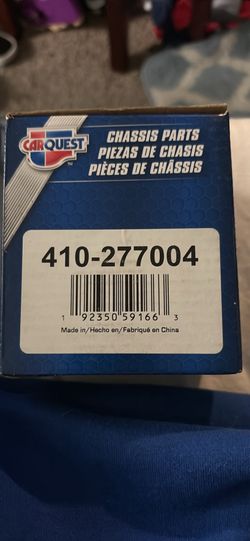 CARQUEST
™
CHASSIS PARTS
PIEZAS DE CHASIS
PIÈCES DE CHÂSSIS
410-277004
1 92350 59166 3
Made in/Hecho en/Fabriqué en China